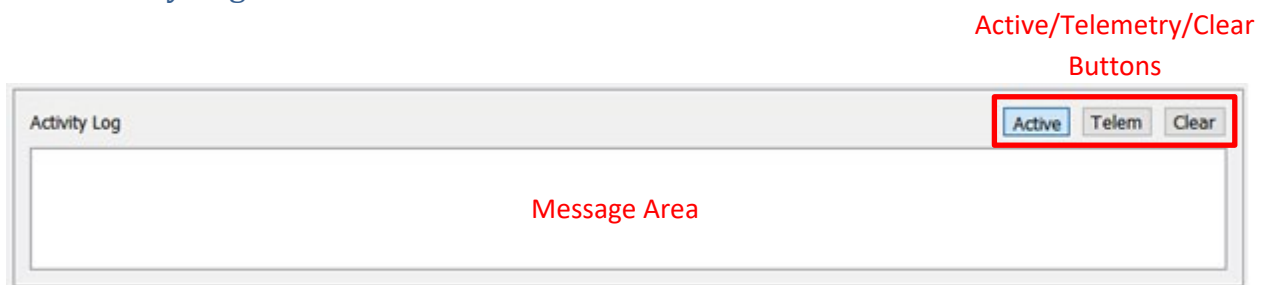 Active/Telemetry/Clear
Buttons
Activity Log
Active Telem Clear
Message Area